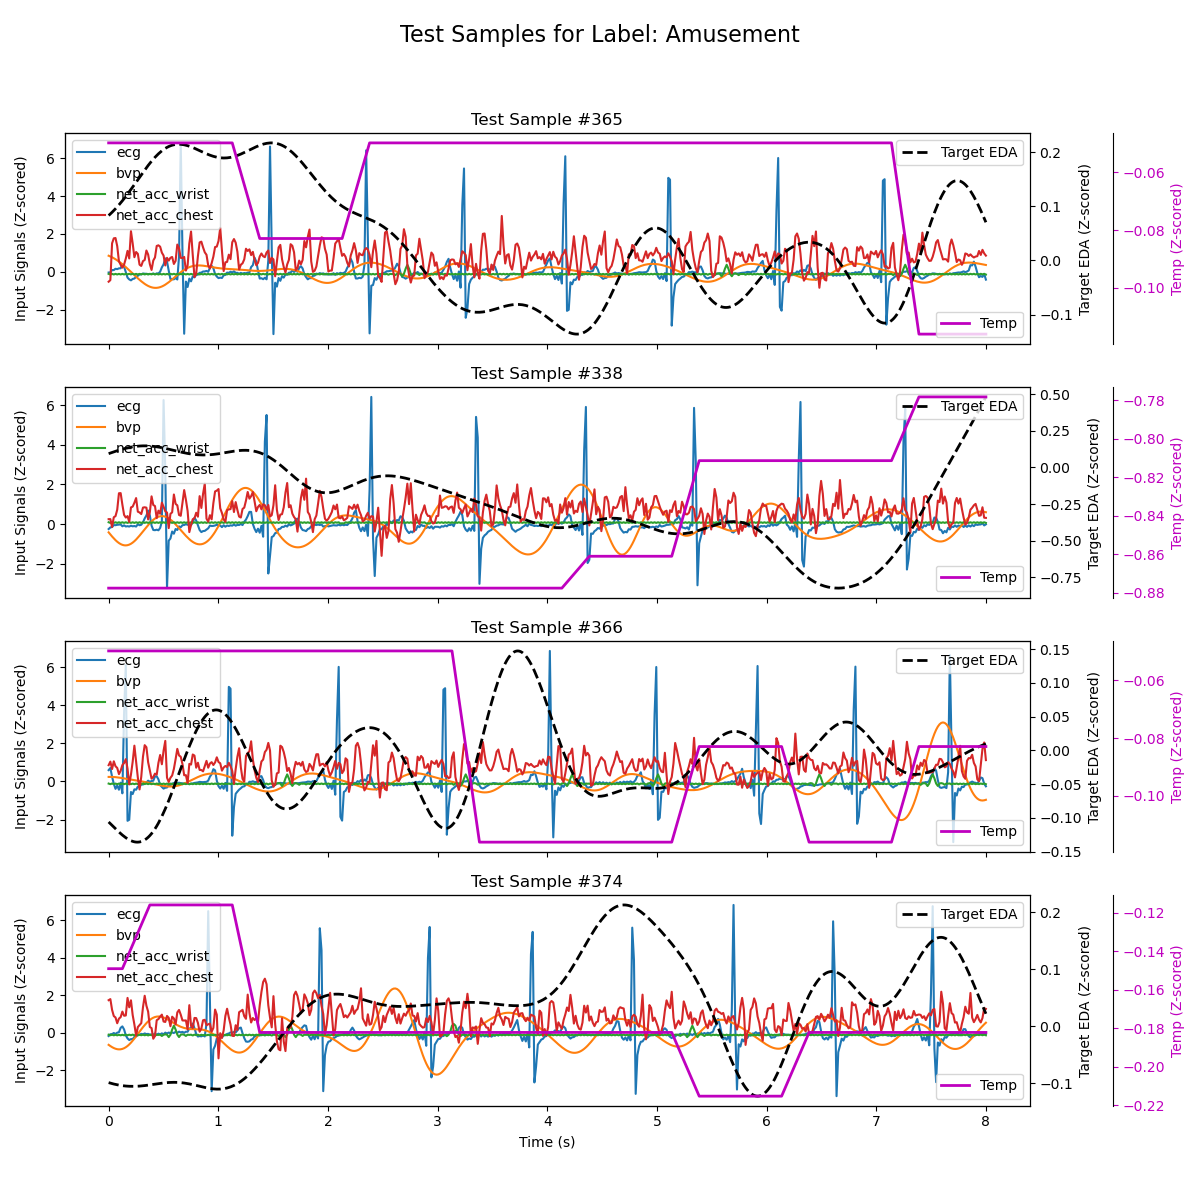 Test Samples for Label: Amusement
Test Sample #365
Input Signals (Z-scored)
6
4
2
0
−2
ecg
bvp
net_acc_wrist
net_acc_chest
Target EDA
Temp
0.2
0.1
0.0
−0.1
Target EDA (Z-scored)
−0.06
−0.08
−0.10
Temp (Z-scored)
Test Sample #338
Input Signals (Z-scored)
6
4
2
0
−2
ecg
bvp
net_acc_wrist
net_acc_chest
Target EDA
Temp
0.50
0.25
0.00
−0.25
−0.50
−0.75
Target EDA (Z-scored)
−0.78
−0.80
−0.82
−0.84
−0.86
−0.88
Temp (Z-scored)
Test Sample #366
Input Signals (Z-scored)
6
4
2
0
−2
ecg
bvp
net_acc_wrist
net_acc_chest
Target EDA
Temp
0.15
0.10
0.05
0.00
−0.05
−0.10
−0.15
Target EDA (Z-scored)
−0.06
−0.08
−0.10
Temp (Z-scored)
Test Sample #374
Input Signals (Z-scored)
6
4
2
0
−2
ecg
bvp
net_acc_wrist
net_acc_chest
Target EDA
Temp
0.2
0.1
0.0
−0.1
Target EDA (Z-scored)
−0.12
−0.14
−0.16
−0.18
−0.20
−0.22
Temp (Z-scored)
0 1 2 3 4 5 6 7 8
Time (s)